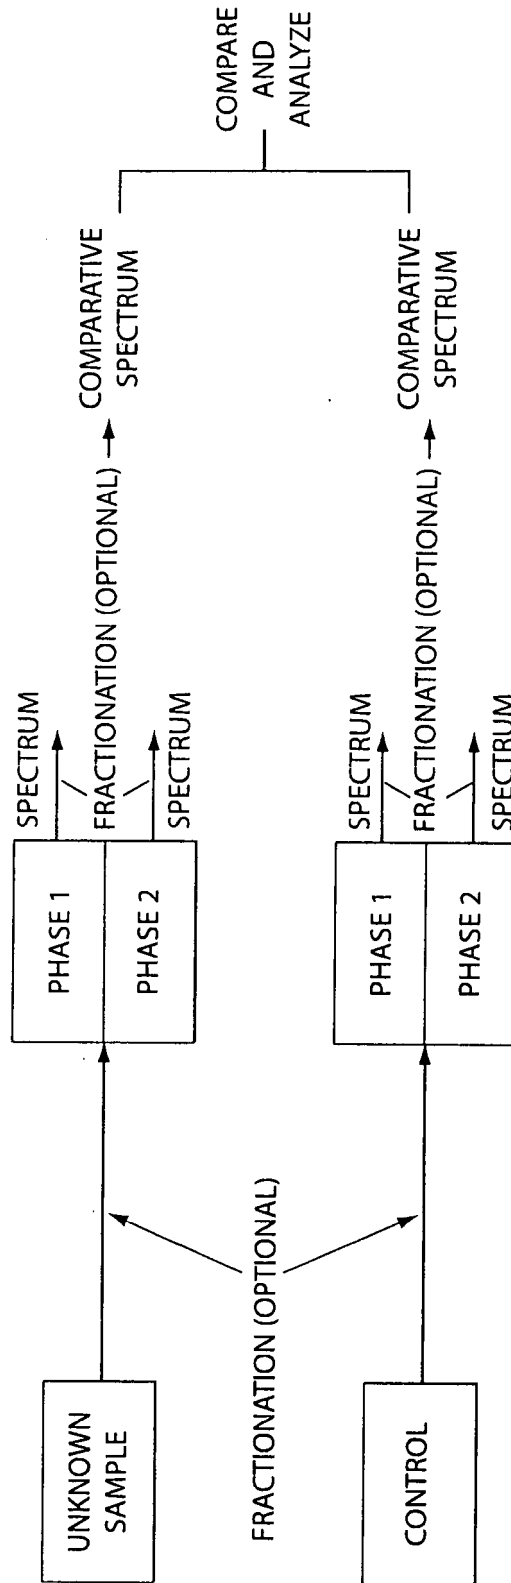 UNKNOWN
SAMPLE
FRACTIONATION (OPTIONAL)
CONTROL
PHASE 1
PHASE 2
SPECTRUM
FRACTIONATION (OPTIONAL)
SPECTRUM
COMPARATIVE
SPECTRUM
PHASE 1
PHASE 2
SPECTRUM
FRACTIONATION (OPTIONAL)
SPECTRUM
COMPARATIVE
SPECTRUM
COMPARE
AND
ANALYZE